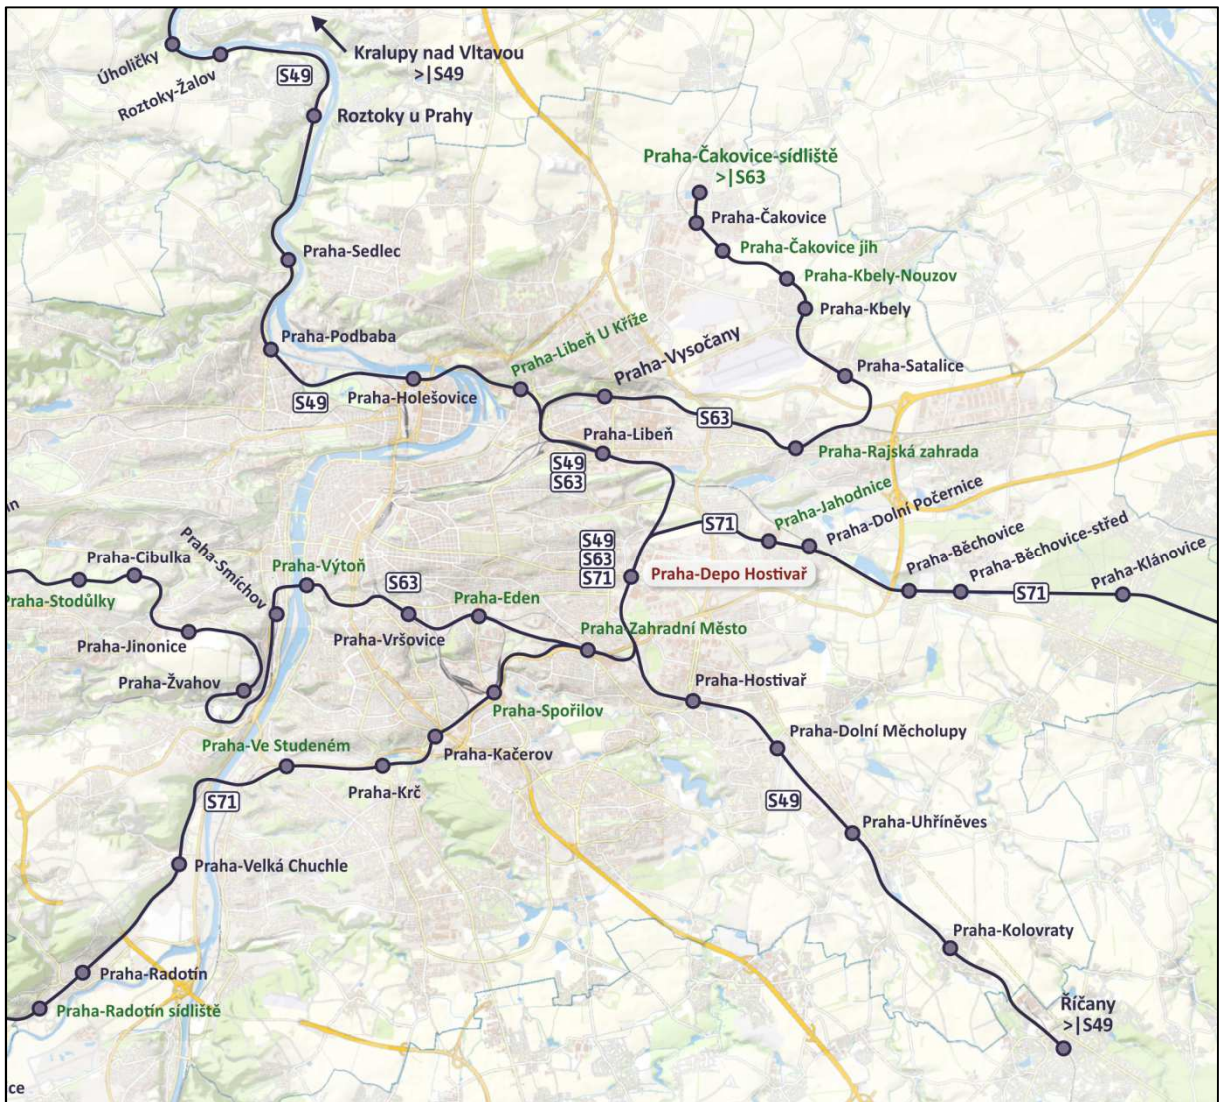 Úholičky
Roztoky-Žalov
S49
Kralupy nad Vltavou
>|S49
Roztoky u Prahy
Praha-Čakovice-sídliště
>|S63
Praha-Čakovice
Praha-Čakovice jih
Praha-Sedlec
Praha-Kbely-Nouzov
Praha-Kbely
Praha-Podbaba
Praha-Libeň U Kříže
Praha-Vysočany
Praha-Satalice
S49
Praha-Holešovice
S63
Praha-Libeň
Praha-Rajská zahrada
S49
S63
Praha-Jahodnice
Praha-Dolní Počernice
S71
S49
S63
S71
Praha-Depo Hostivař
Praha-Běchovice
Praha-Běchovice-střed
S71
Praha-Klánovice
in
Praha-Cibulka
Praha-Smíchov
Praha-Výtoň
S63
Praha-Stodůlky
Praha-Eden
Praha-Jinonice
Praha-Vršovice
Praha Zahradní Město
Praha-Žvahov
Praha-Hostivař
Praha-Spořilov
Praha-Ve Studeném
Praha-Kačerov
Praha-Dolní Měcholupy
S71
Praha-Krč
S49
Praha-Uhříněves
Praha-Velká Chuchle
Praha-Kolovraty
Praha-Radotín
Praha-Radotín sídliště
Říčany
>|S49
ce